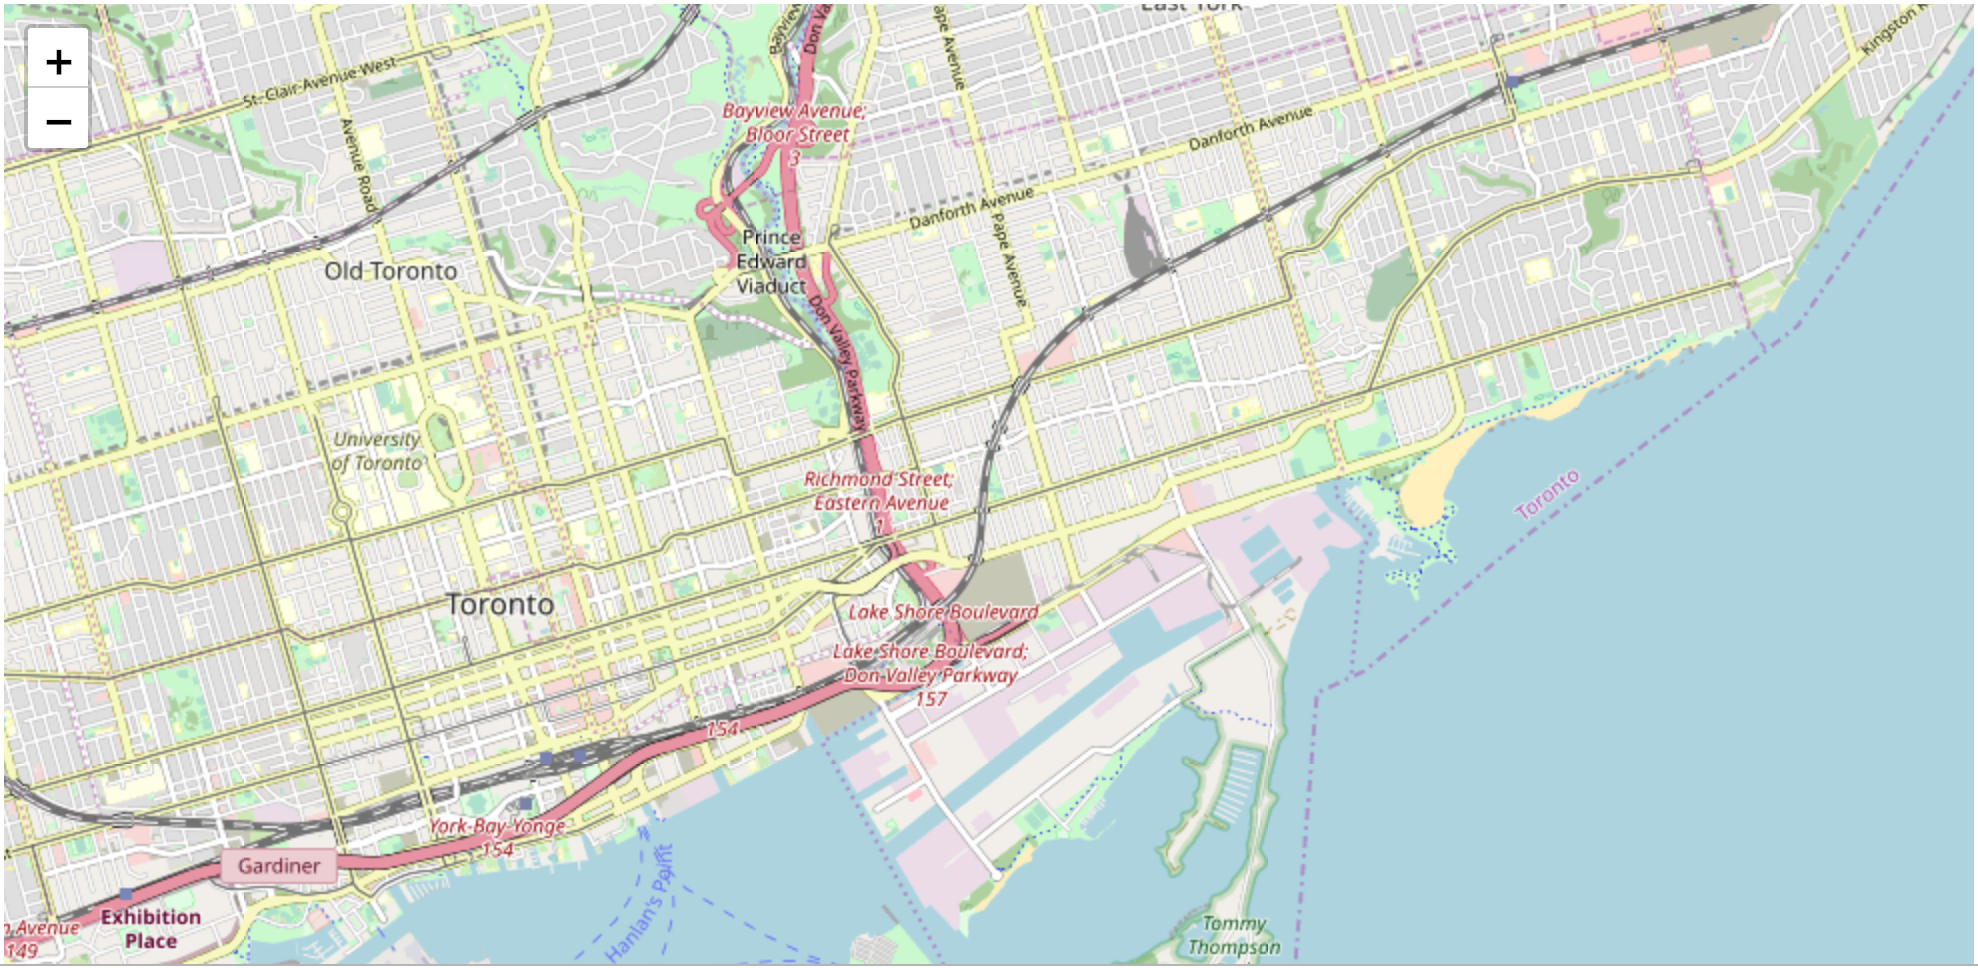 +
−
East York
Bayview
Don Va
ape Avenue
Kingston R
St. Clair Avenue West
Avenue Road
Bayview Avenue;
Bloor Street
3
Danforth Avenue
Danforth Avenue
Pape Avenue
Prince
Edward
Viaduct
Old Toronto
Don Valley Parkway
University
of Toronto
Richmond Street;
Eastern Avenue
1
Toronto
Toronto
Lake Shore Boulevard
Lake Shore Boulevard;
Don Valley Parkway
157
154
York-Bay-Yonge
154
Gardiner
Hanlan's Point
Exhibition
Place
n Avenue
149
Tommy
Thompson